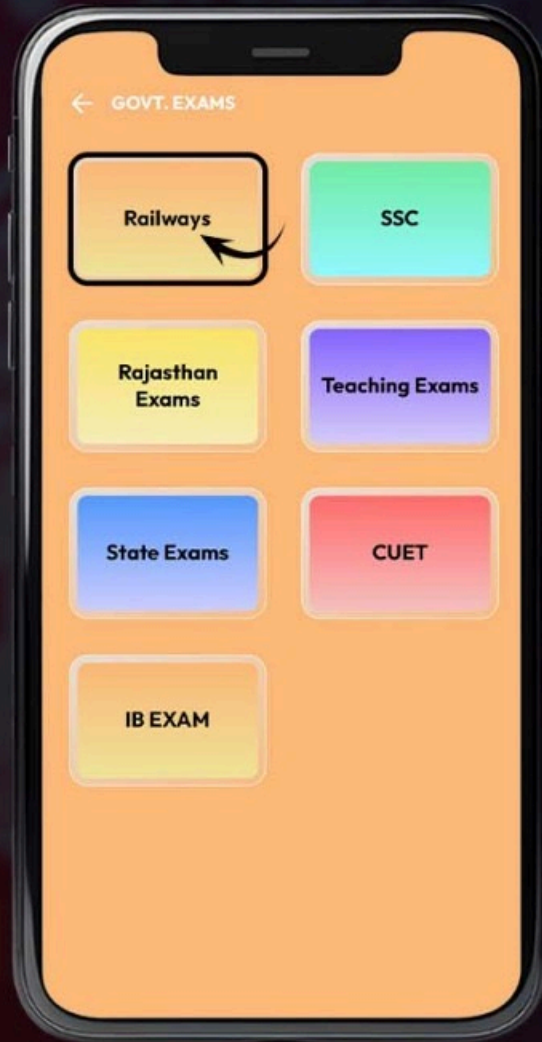 GOVT. EXAMS
Railways
SSC
Rajasthan
Exams
Teaching Exams
State Exams
CUET
IB EXAM